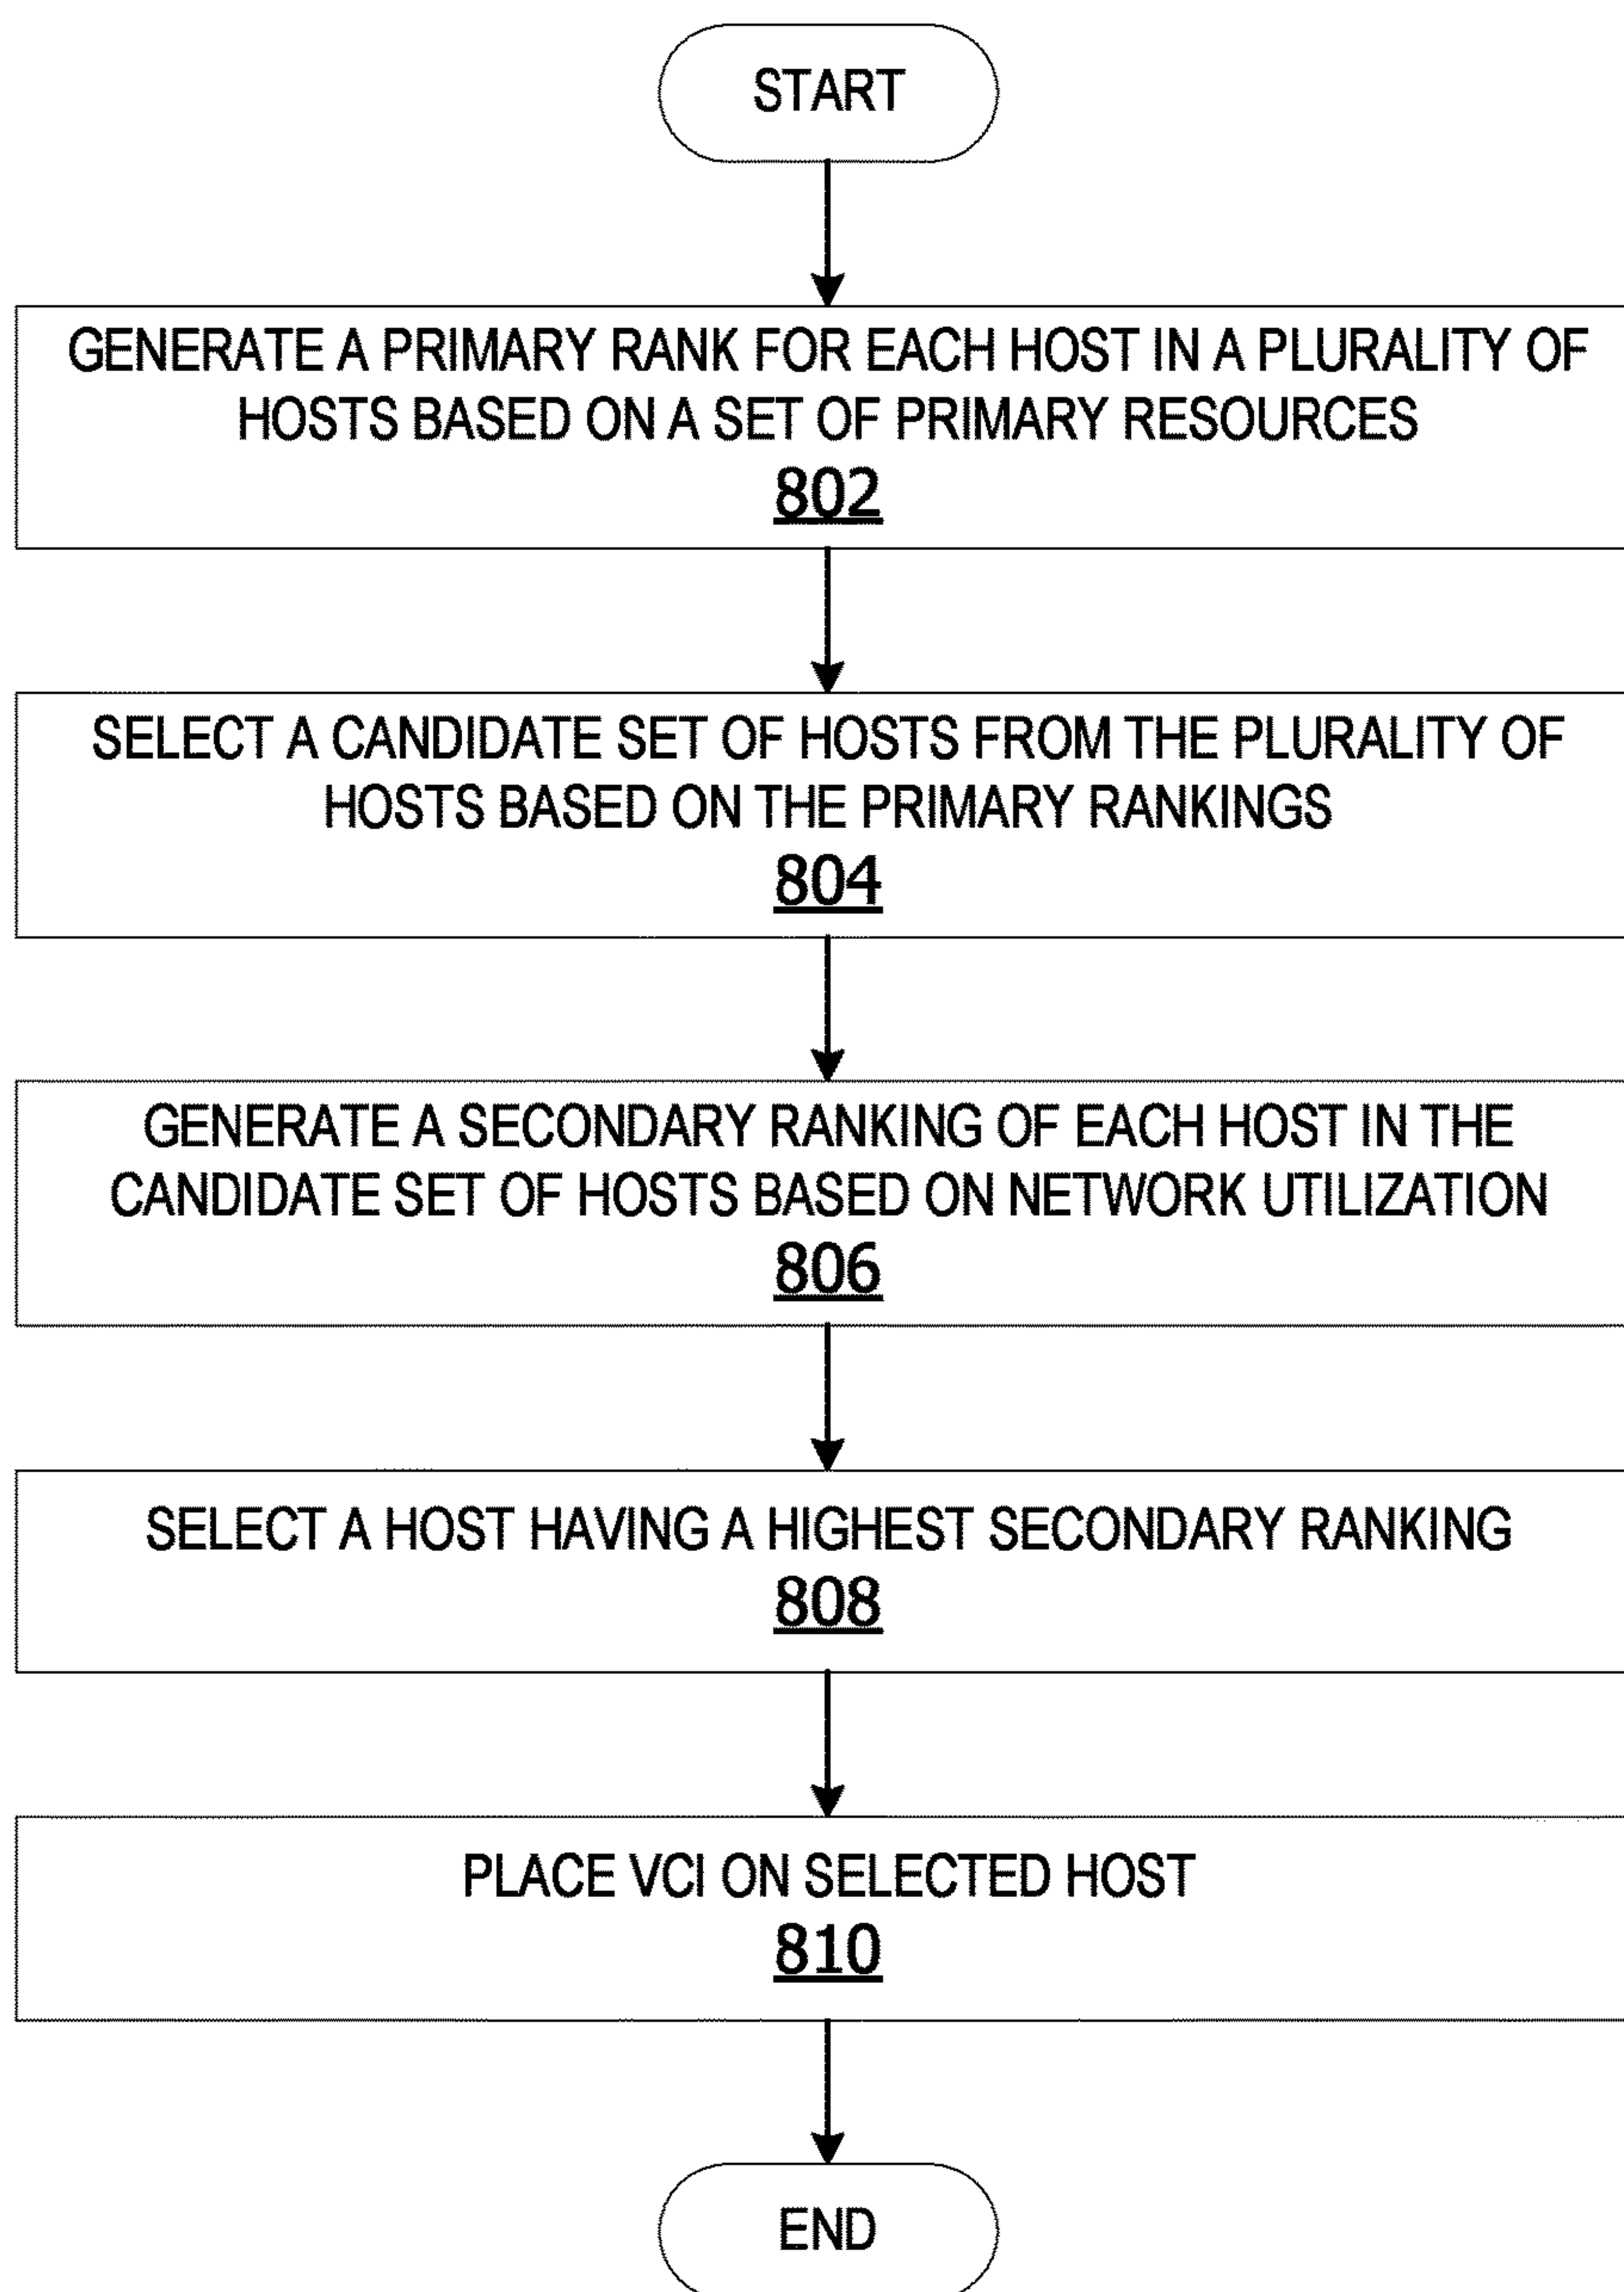 START
GENERATE A PRIMARY RANK FOR EACH HOST IN A PLURALITY OF
HOSTS BASED ON A SET OF PRIMARY RESOURCES
802
SELECT A CANDIDATE SET OF HOSTS FROM THE PLURALITY OF
HOSTS BASED ON THE PRIMARY RANKINGS
804
GENERATE A SECONDARY RANKING OF EACH HOST IN THE
CANDIDATE SET OF HOSTS BASED ON NETWORK UTILIZATION
806
SELECT A HOST HAVING A HIGHEST SECONDARY RANKING
808
PLACE VCI ON SELECTED HOST
810
END